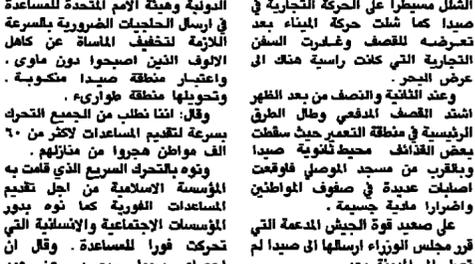 الشلل مسيطرا على الحركة التجارية في
صيدا كما شلت حركة الميناء بعد
تعرضه للقصف وغادرت السفن
التجارية التي كانت راسية هناك الى
عرض البحر .
وعند الثانية والنصف من بعد الظهر
اشتد القصف المدفعي وطال الطرق
الرئيسية في منطقة التعمير حيث سقطت
بعض القذائف محيط ثانوية صيدا
وبالقرب من مسجد الموصلي فاوقعت
اصابات عديدة في صفوف المواطنين
واضرارا مادية جسيمة .
على صعيد قوة الجيش المدعمة التي
قرر مجلس الوزراء ارسالها الى صيدا لم
الدولية وهيئة الامم المتحدة للمساعدة
في ارسال الحاجيات الضرورية بالسرعة
اللازمة لتخفيف المأساة عن كاهل
الالوف الذين اصبحوا دون ماوى .
واعتبار منطقة صيدا منكوبة .
وتحويلها منطقة طوارىء .
وقال: اننا نطلب من الجميع التحرك
بسرعة لتقديم المساعدات لاكثر من ٦٠
الف مواطن هجروا من منازلهم .
ونوه بالتحرك السريع الذي قامت به
المؤسسة الاسلامية من اجل تقديم
المساعدات الفورية كما نوه بدور
المؤسسات الاجتماعية والانسانية التي
تحركت فورا للمساعدة . وقال ان